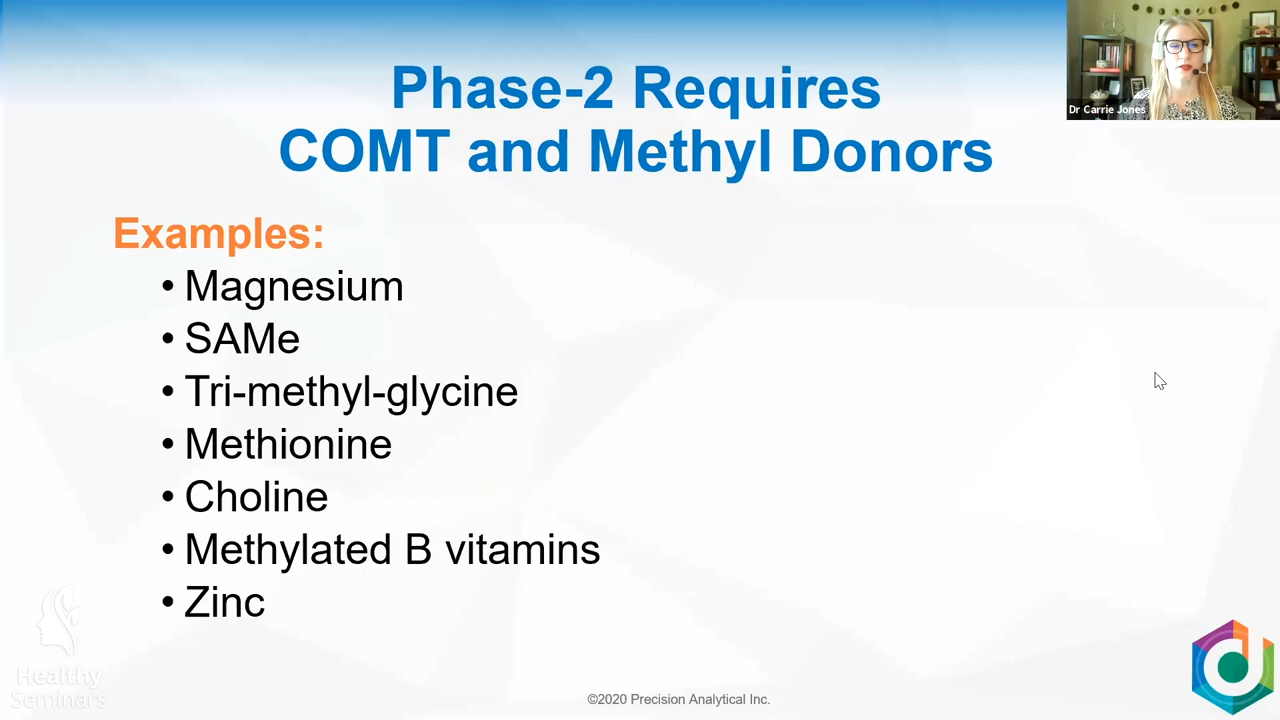 Phase-2 Requires
COMT and Methyl Donors
Dr Carrie Jones
Examples:
• Magnesium
• SAMe
• Tri-methyl-glycine
• Methionine
• Choline
• Methylated B vitamins
• Zinc
Healthy
Seminars
©2020 Precision Analytical Inc.